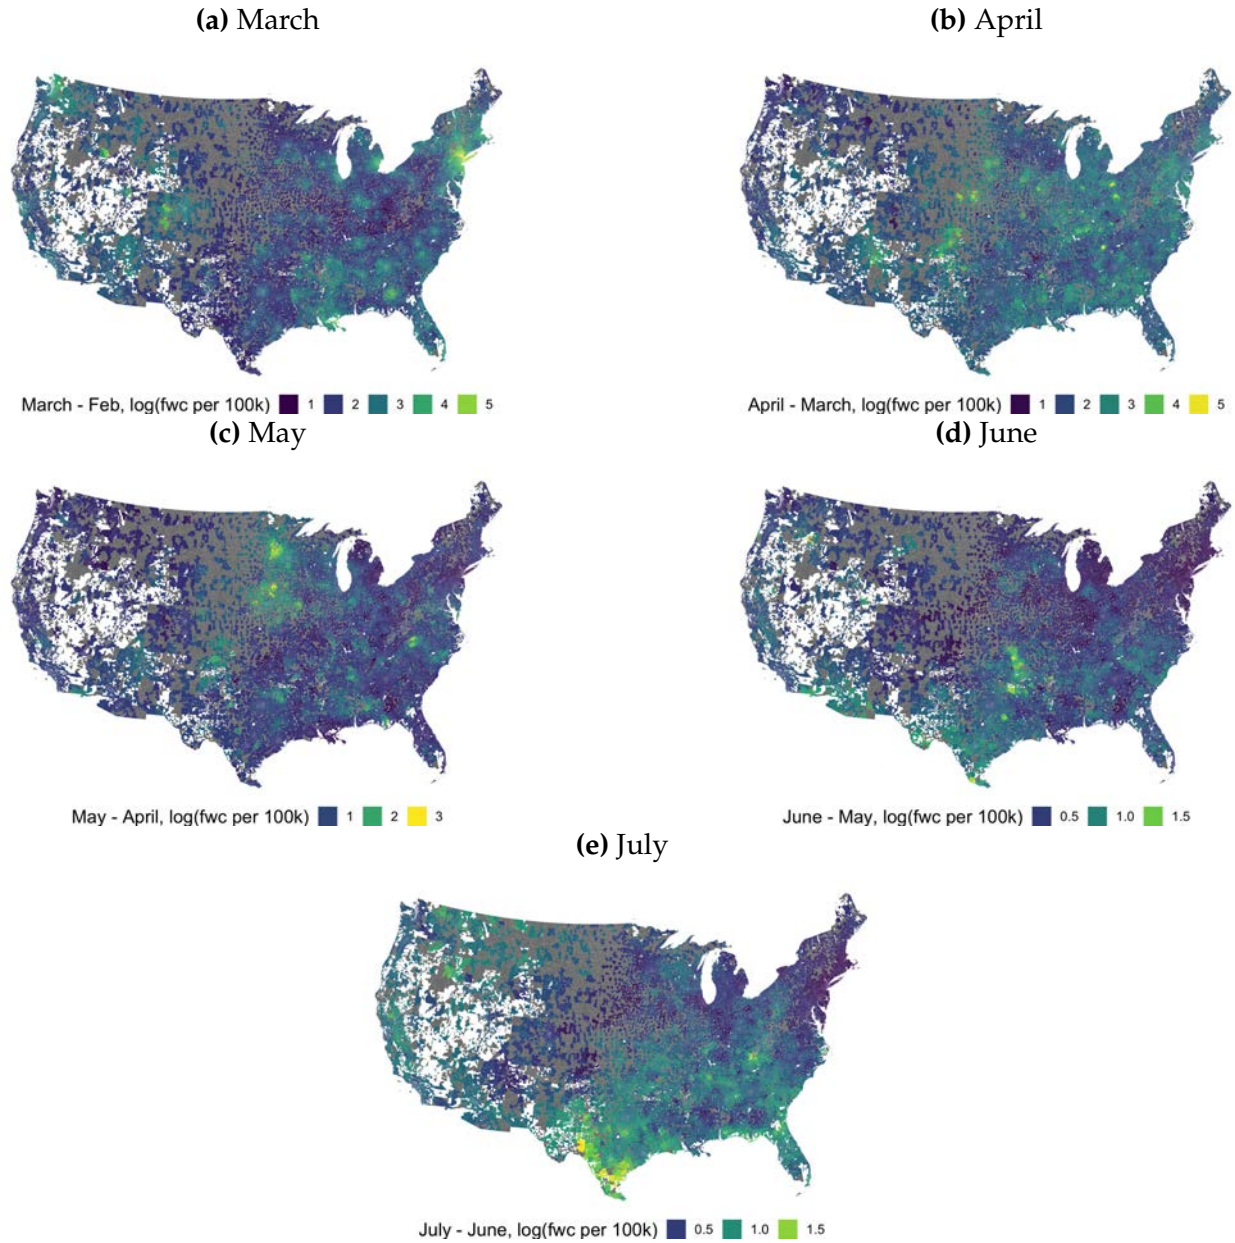 (a) March
(b) April
March - Feb, log(fwc per 100k) 1 2 3 4 5
April - March, log(fwc per 100k) 1 2 3 4 5
(c) May
(d) June
May - April, log(fwc per 100k) 1 2 3
June - May, log(fwc per 100k) 0.5 1.0 1.5
(e) July
July - June, log(fwc per 100k) 0.5 1.0 1.5